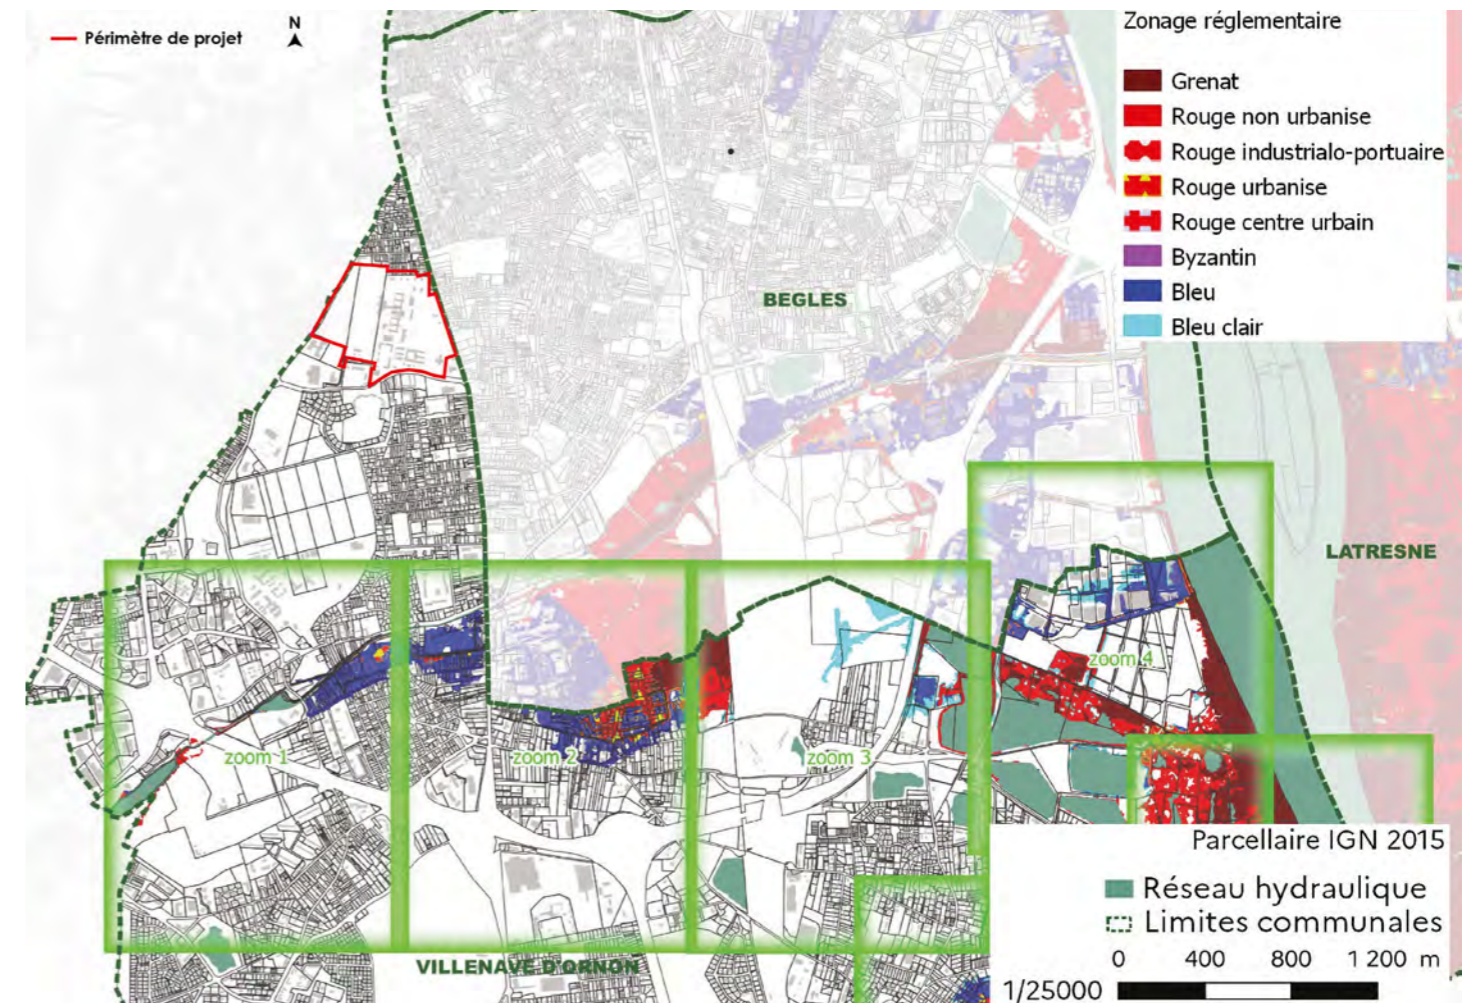 Périmètre de projet
N
Zonage réglementaire
Grenat
Rouge non urbanise
Rouge industrialo-portuaire
Rouge urbanise
Rouge centre urbain
Byzantin
Bleu
Bleu clair
BEGLES
LATRESNE
zoom 4
zoom 1
zoom 2
zoom 3
VILLENAVE D'ORNON
Parcellaire IGN 2015
Réseau hydraulique
Limites communales
0 400 800 1 200 m
1/25000